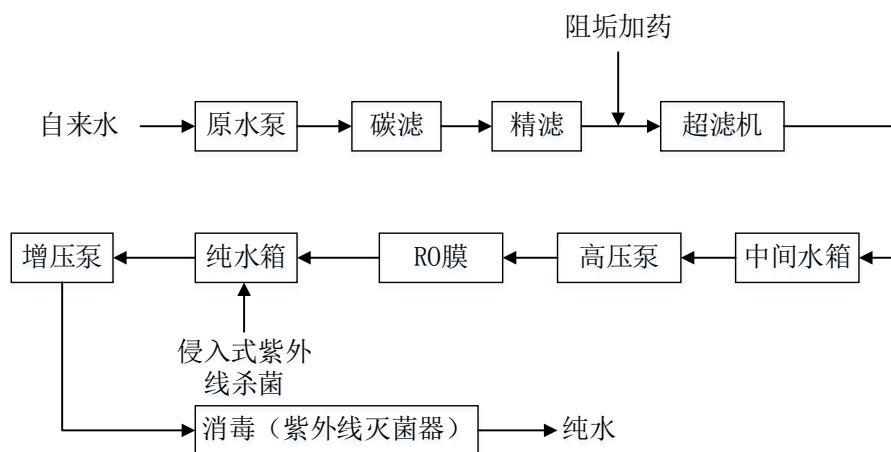 阻垢加药
自来水
原水泵
碳滤
精滤
超滤机
增压泵
纯水箱
RO膜
高压泵
中间水箱
侵入式紫外
线杀菌
消毒（紫外线灭菌器）
纯水